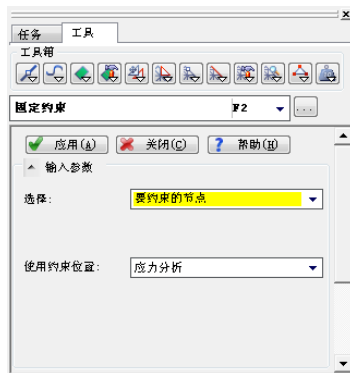 任务 工具
工具箱
固定约束 F2 ...
应用(A) 关闭(C) ? 帮助(H)
输入参数
选择: 要约束的节点
使用约束位置: 应力分析